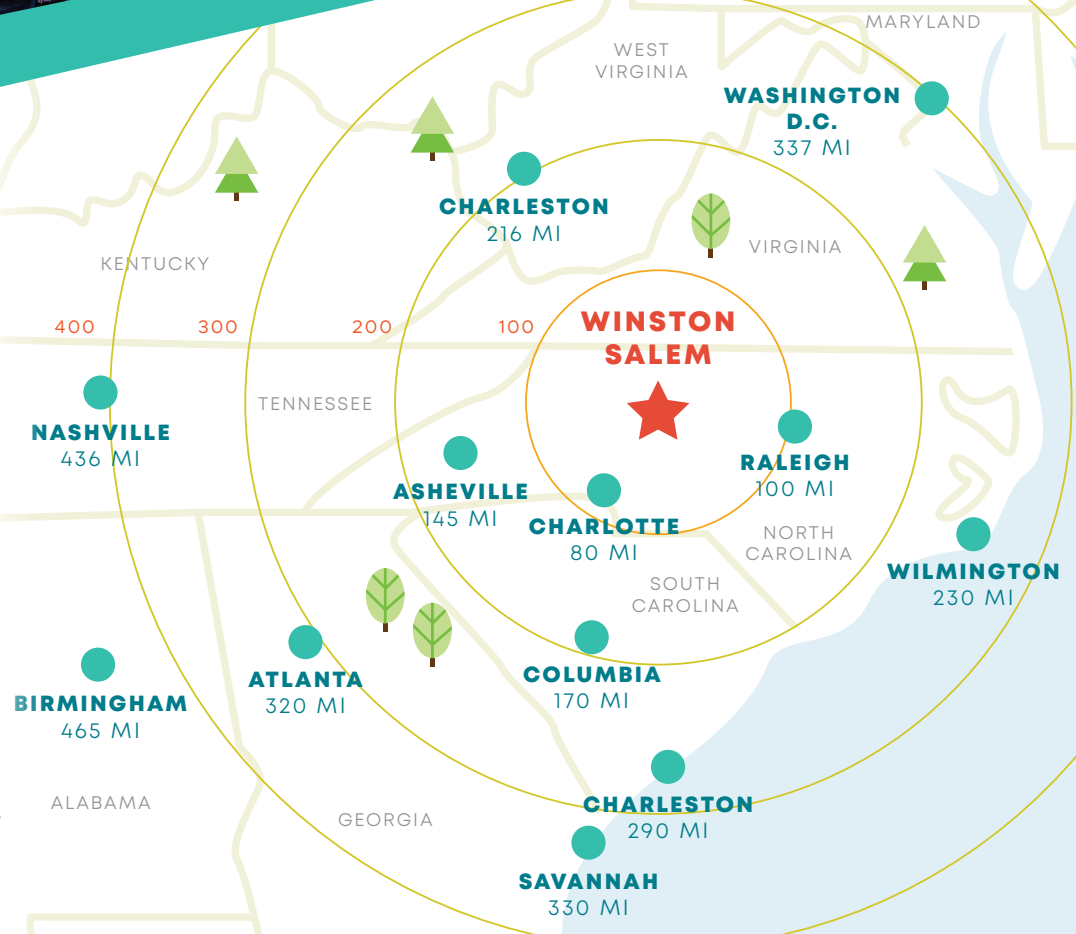 MARYLAND
WEST
VIRGINIA
WASHINGTON
D.C.
337 MI
CHARLESTON
216 MI
VIRGINIA
KENTUCKY
400
300
200
100
WINSTON
SALEM
TENNESSEE
NASHVILLE
436 MI
RALEIGH
100 MI
ASHEVILLE
145 MI
CHARLOTTE
80 MI
NORTH
CAROLINA
WILMINGTON
230 MI
SOUTH
CAROLINA
ATLANTA
320 MI
COLUMBIA
170 MI
BIRMINGHAM
465 MI
CHARLESTON
290 MI
ALABAMA
GEORGIA
SAVANNAH
330 MI